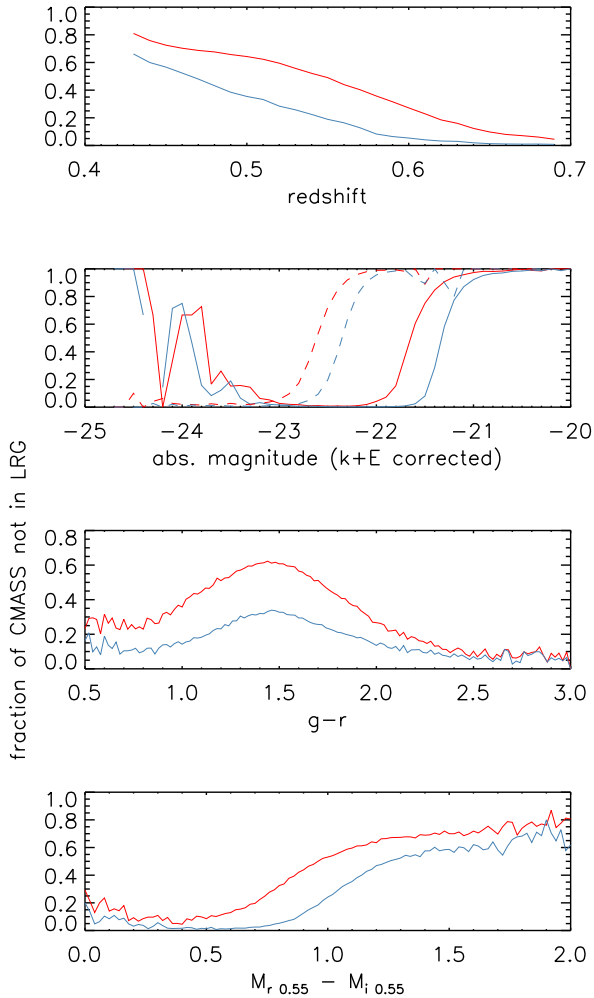 fraction of CMASS not in LRG
1.0
0.8
0.6
0.4
0.2
0.0
0.4 0.5 0.6 0.7
redshift
1.0
0.8
0.6
0.4
0.2
0.0
−25 −24 −23 −22 −21 −20
abs. magnitude (k+E corrected)
0.8
0.6
0.4
0.2
0.0
0.5 1.0 1.5 2.0 2.5 3.0
g−r
1.0
0.8
0.6
0.4
0.2
0.0
0.0 0.5 1.0 1.5 2.0
M_r 0.55 − M_i 0.55